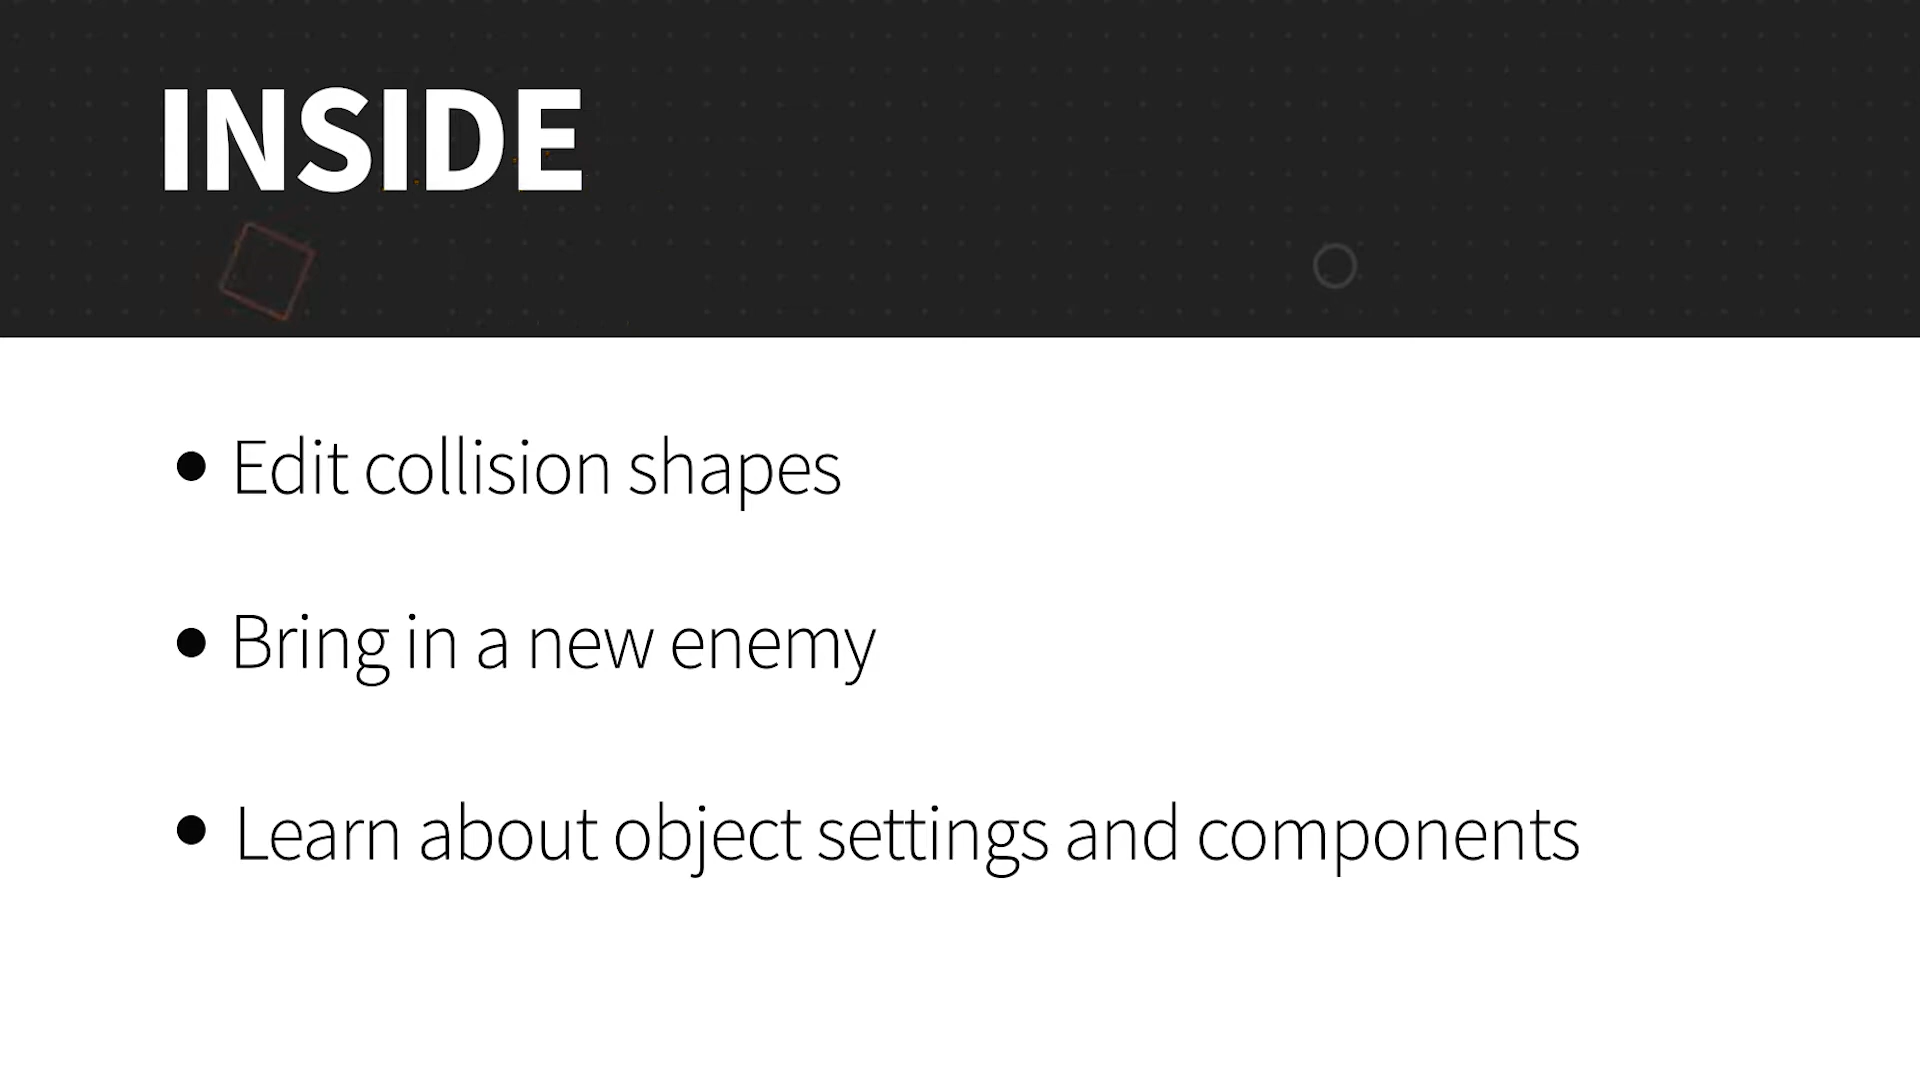 INSIDE
• Edit collision shapes
• Bring in a new enemy
• Learn about object settings and components